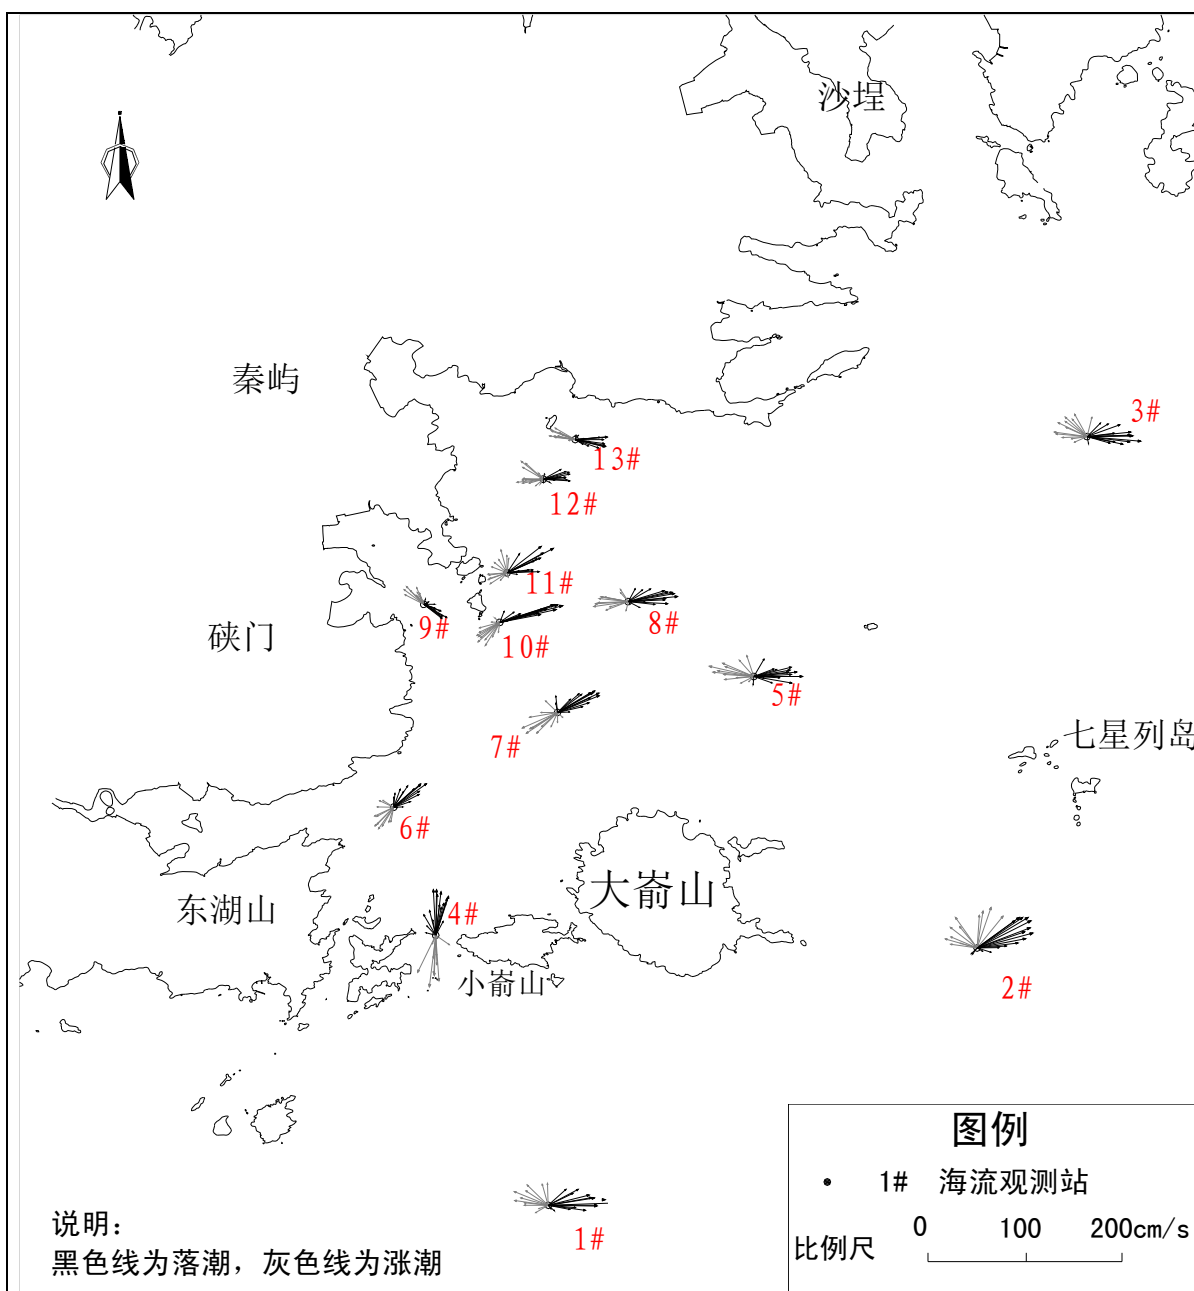 沙埕
秦屿
3#
13#
12#
11#
9#
10#
8#
硖门
5#
7#
七星列岛
6#
大嵛山
东湖山
4#
小嵛山
2#
1#
图例
1# 海流观测站
比例尺 0 100 200cm/s
说明：
黑色线为落潮，灰色线为涨潮